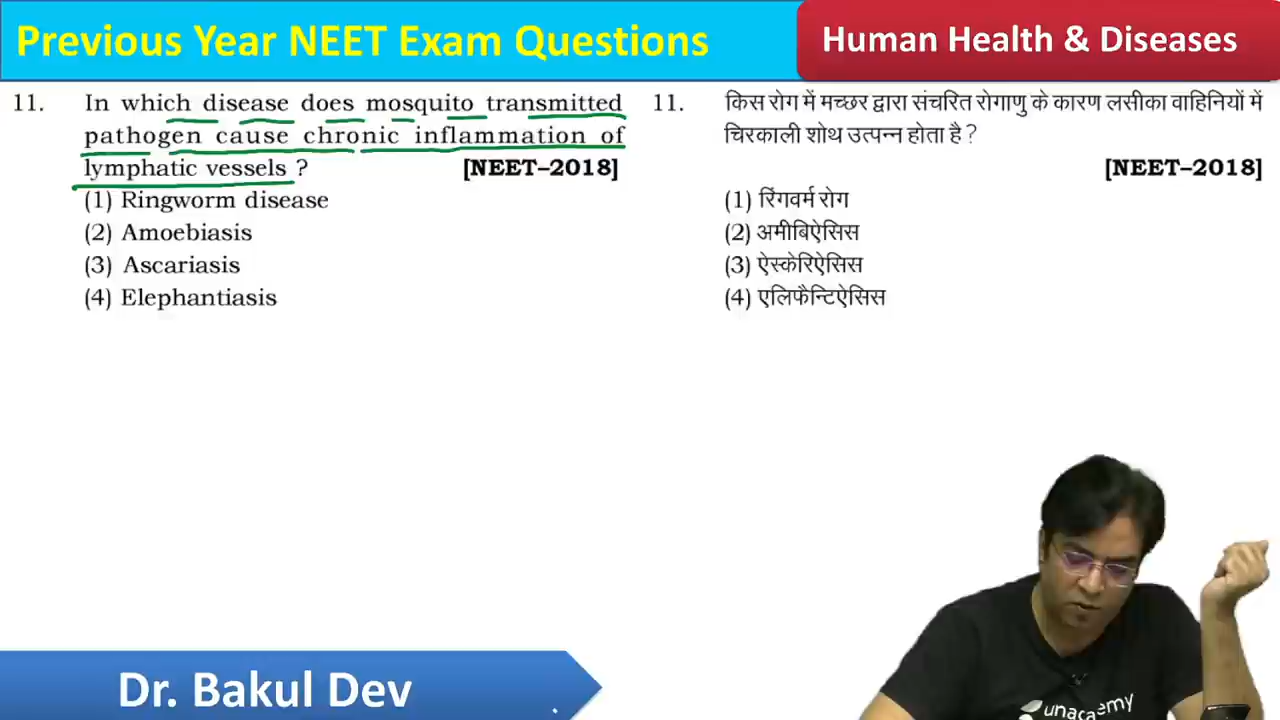 Previous Year NEET Exam Questions
Human Health & Diseases
11. In which disease does mosquito transmitted
pathogen cause chronic inflammation of
lymphatic vessels ? [NEET–2018]
(1) Ringworm disease
(2) Amoebiasis
(3) Ascariasis
(4) Elephantiasis
11. किस रोग में मच्छर द्वारा संचरित रोगाणु के कारण लसीका वाहिनियों में
चिरकाली शोथ उत्पन्न होता है ?
[NEET–2018]
(1) रिंगवर्म रोग
(2) अमीबिऐसिस
(3) ऐस्केरिऐसिस
(4) एलिफैन्टिऐसिस
Dr. Bakul Dev
unacademy